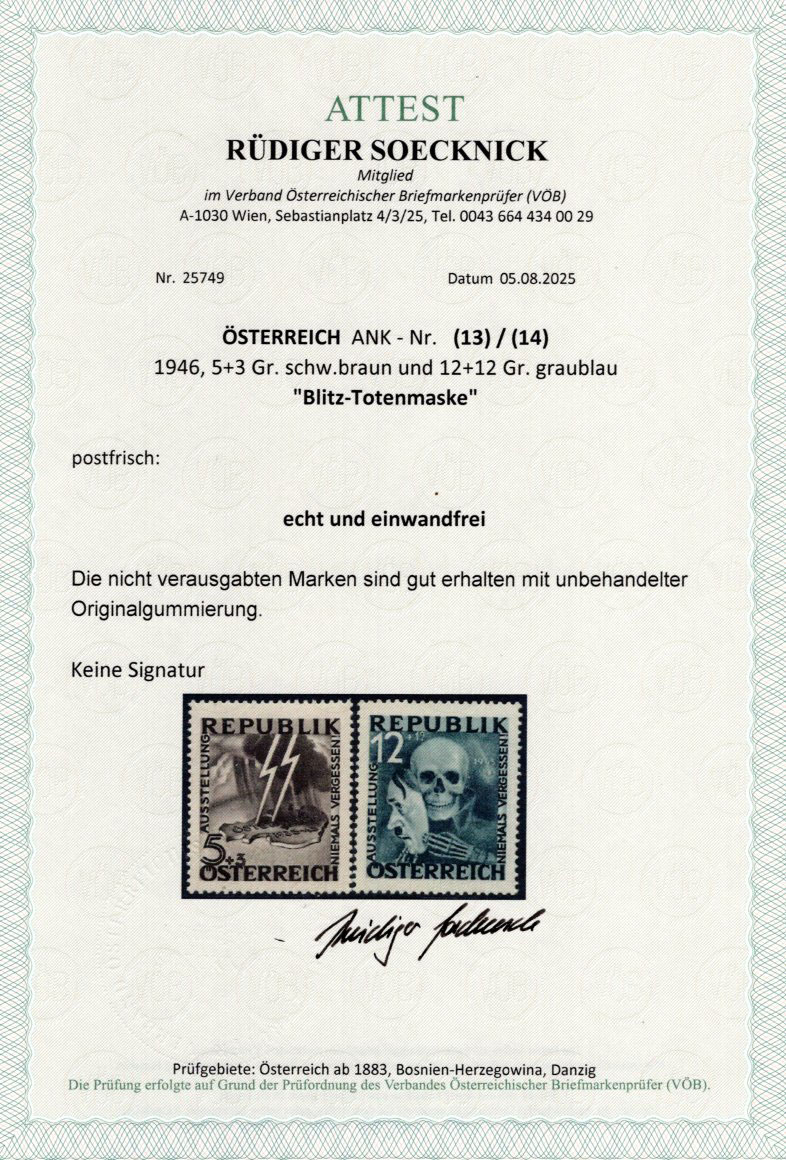 ATTEST
RÜDIGER SOECKNICK
Mitglied
im Verband Österreichischer Briefmarkenprüfer (VÖB)
A-1030 Wien, Sebastianplatz 4/3/25, Tel. 0043 664 434 00 29
Nr. 25749 Datum 05.08.2025
ÖSTERREICH ANK - Nr. (13) / (14)
1946, 5+3 Gr. schw.braun und 12+12 Gr. graublau
"Blitz-Totenmaske"
postfrisch:
echt und einwandfrei
Die nicht verausgabten Marken sind gut erhalten mit unbehandelter
Originalgummierung.
Keine Signatur
REPUBLIK
AUSSTELLUNG
NIEMALS VERGESSEN!
5+3
ÖSTERREICH
REPUBLIK
12
AUSSTELLUNG
NIEMALS VERGESSEN!
ÖSTERREICH
Prüfgebiete: Österreich ab 1883, Bosnien-Herzegowina, Danzig
Die Prüfung erfolgte auf Grund der Prüfordnung des Verbandes Österreichischer Briefmarkenprüfer (VÖB).